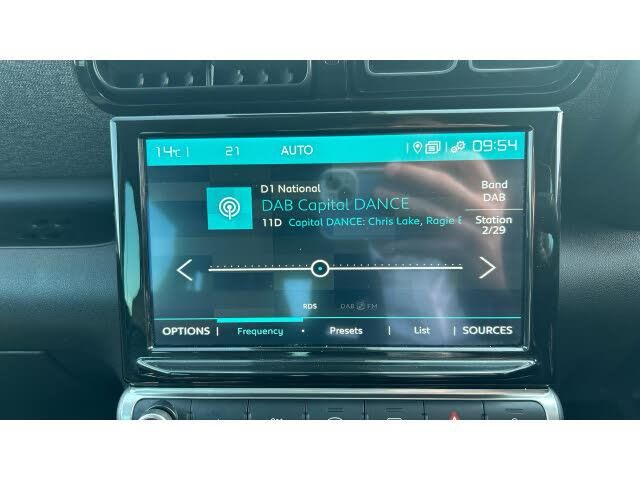 14°C 21 AUTO 09:54
D1 National
DAB Capital DANCE
11D Capital DANCE: Chris Lake, Ragie
Band
DAB
Station
2/29
RDS DAB FM
OPTIONS Frequency Presets List SOURCES